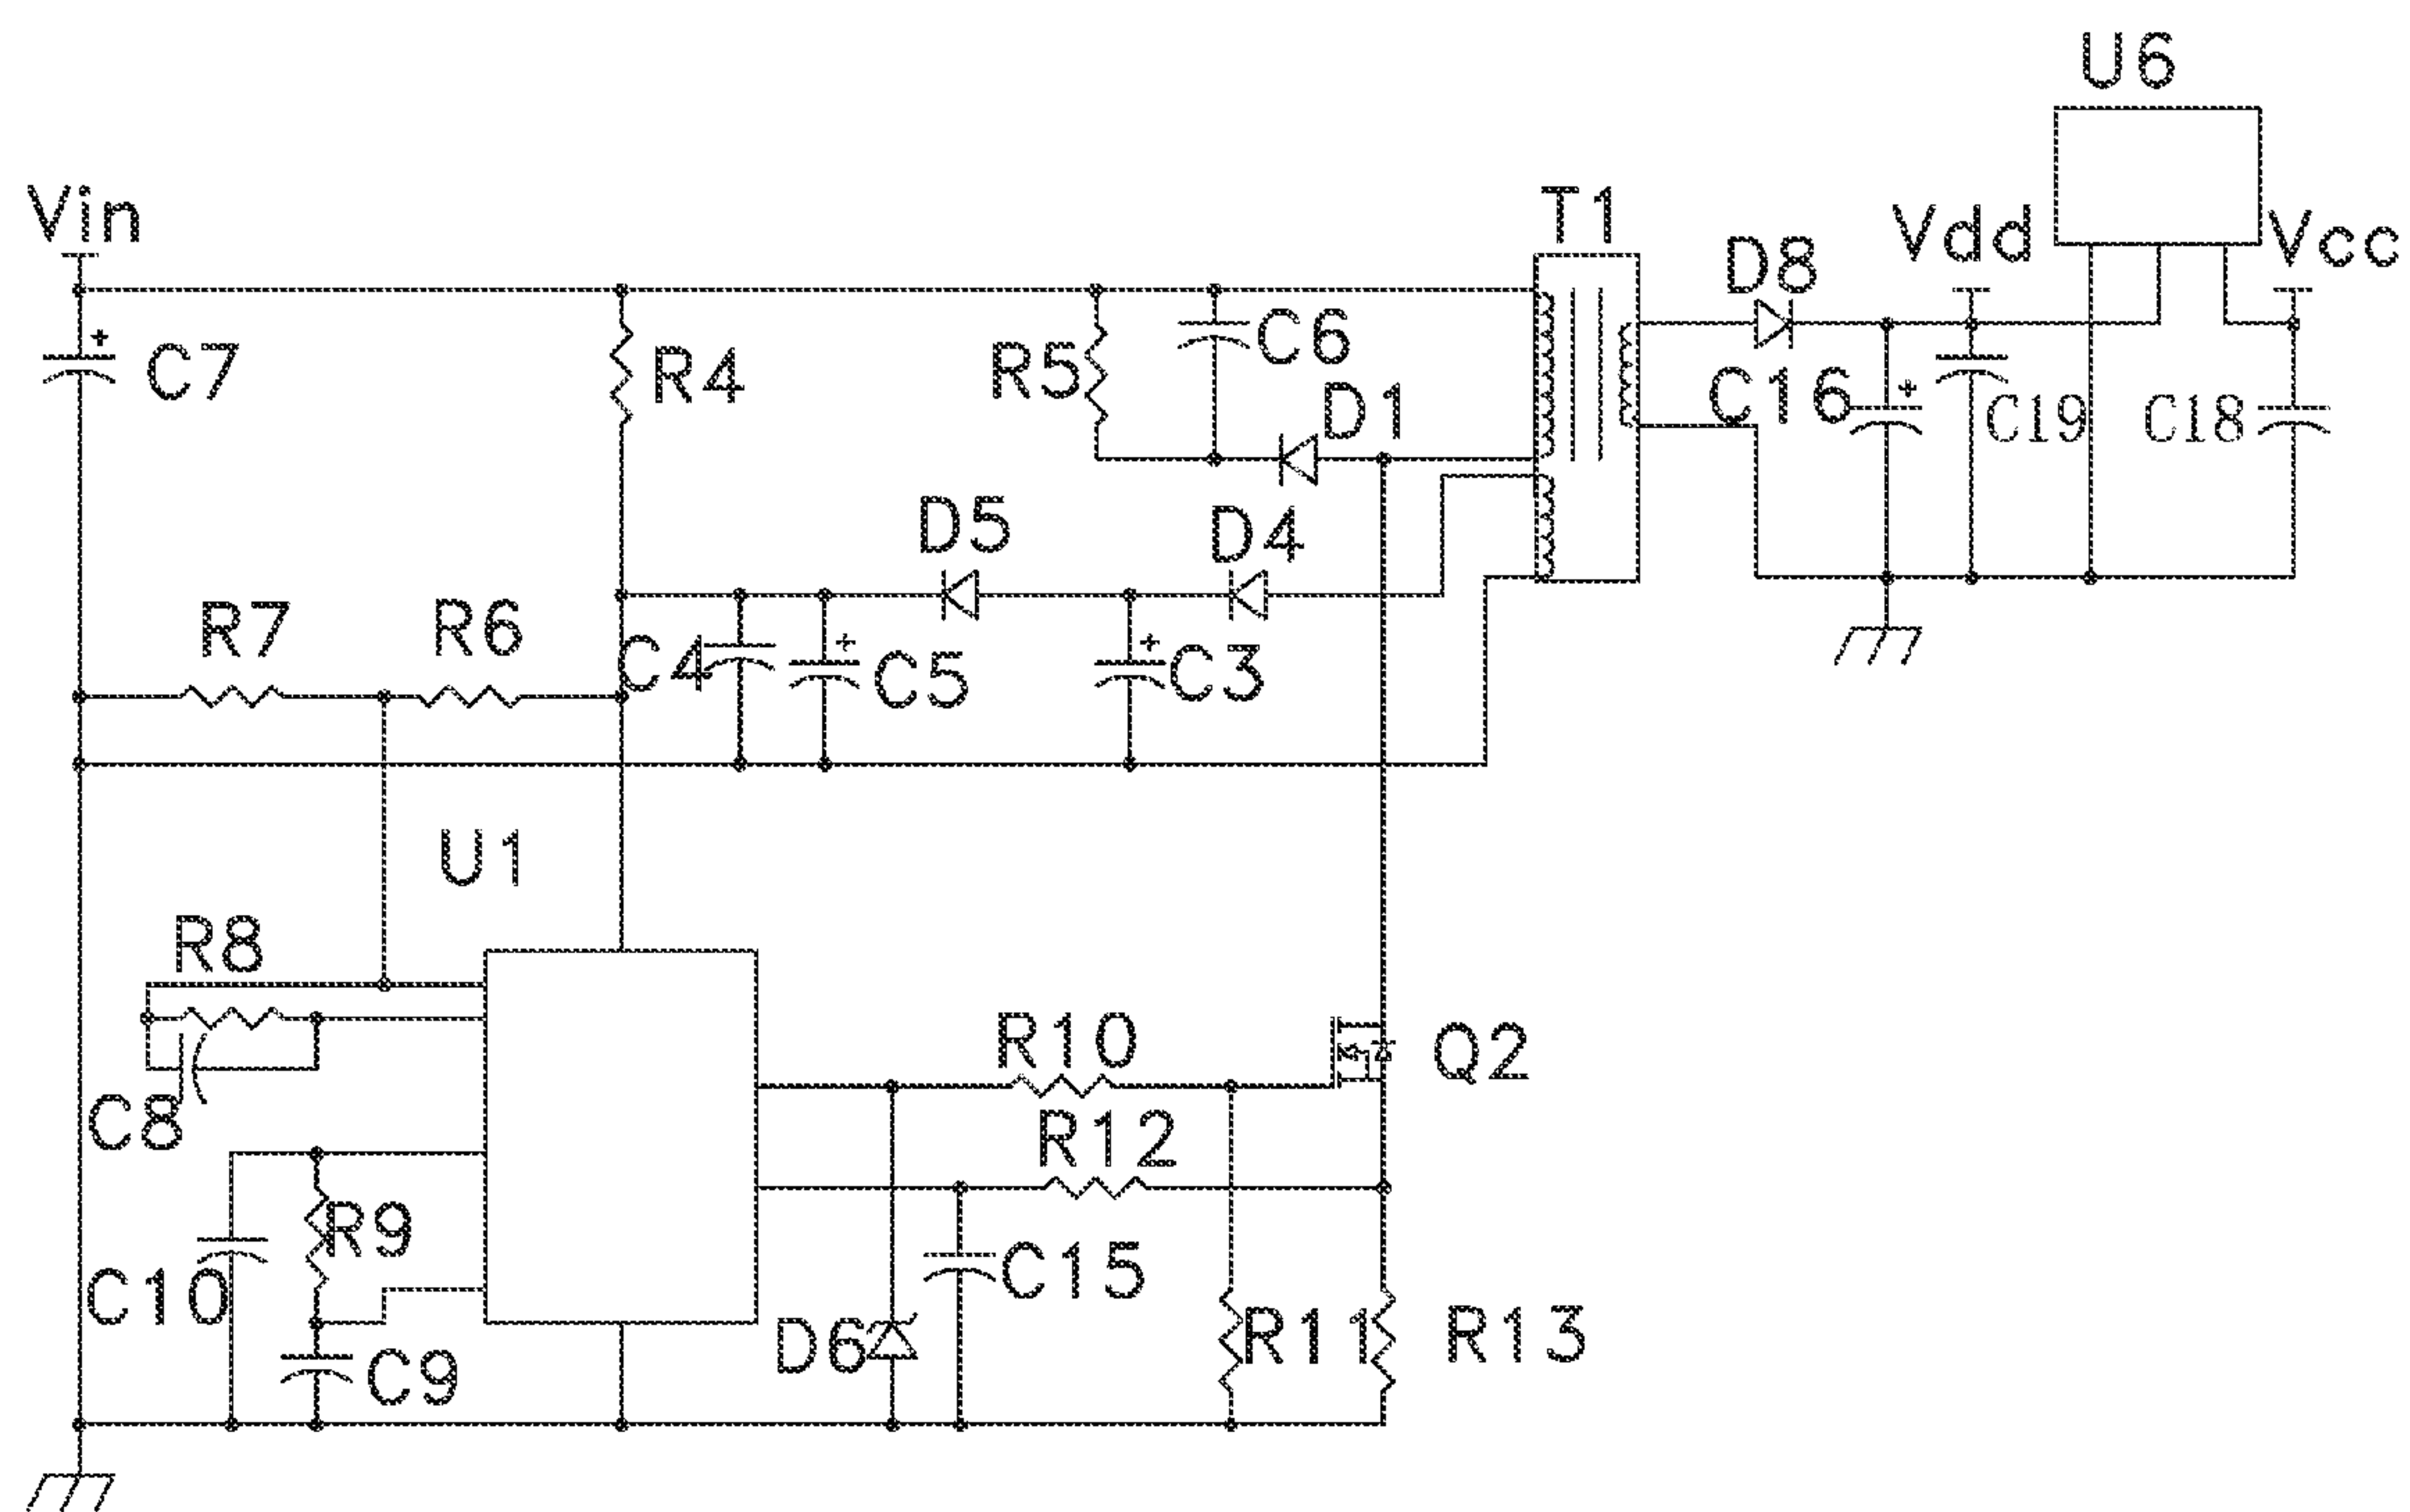 U6
Vin
T1
Vdd
Vcc
D8
C7
R4
R5
C6
D1
C16
C19
C18
D5
D4
R7
R6
C4
C5
C3
U1
R8
R10
Q2
C8
R12
R9
C10
C15
D6
R11
R13
C9